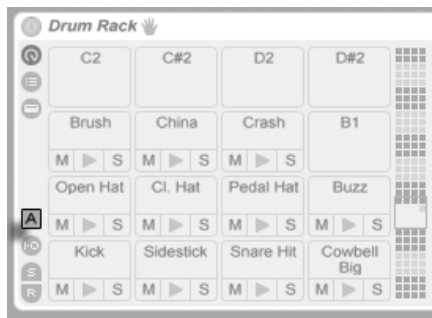 Drum Rack
C2 C#2 D2 D#2
Brush China Crash B1
M S M S M S
Open Hat Cl. Hat Pedal Hat Buzz
A
M S M S M S M S
I-O
Kick Sidestick Snare Hit Cowbell
Big
S
M S M S M S M S
R